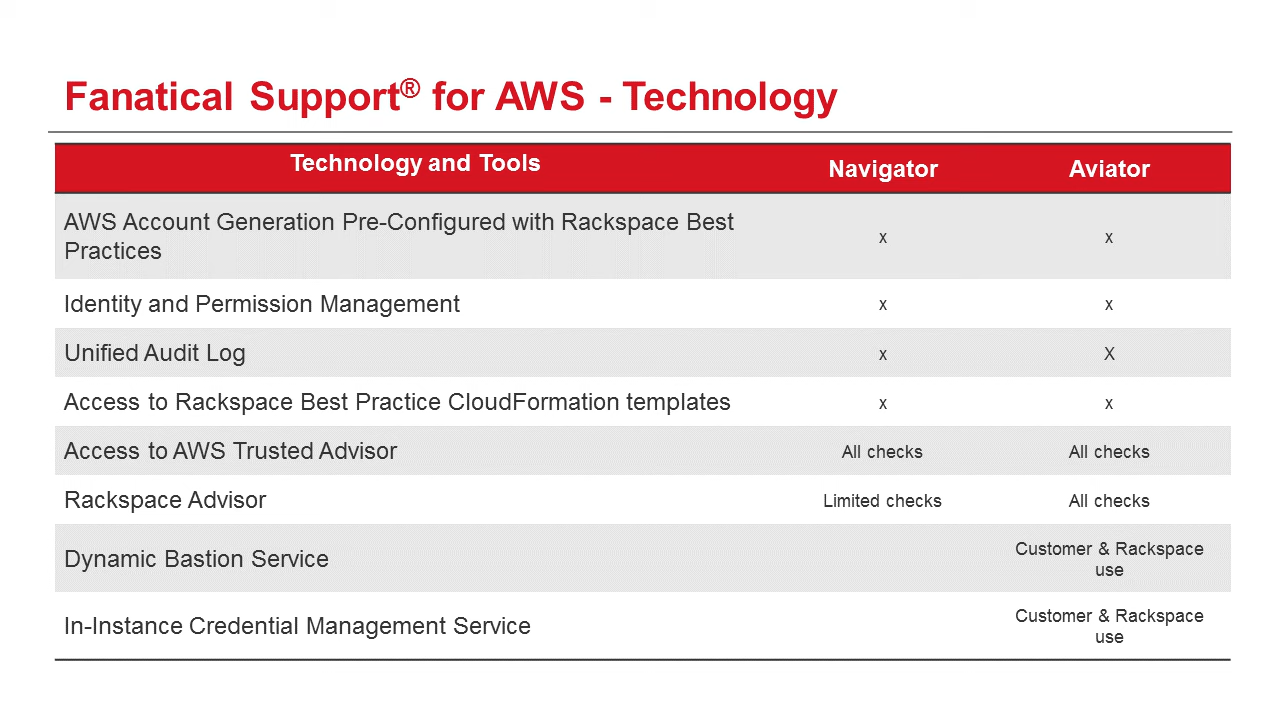 Fanatical Support® for AWS - Technology
Technology and Tools Navigator Aviator
AWS Account Generation Pre-Configured with Rackspace Best
Practices x x
Identity and Permission Management x x
Unified Audit Log x X
Access to Rackspace Best Practice CloudFormation templates x x
Access to AWS Trusted Advisor All checks All checks
Rackspace Advisor Limited checks All checks
Dynamic Bastion Service Customer & Rackspace
use
In-Instance Credential Management Service Customer & Rackspace
use